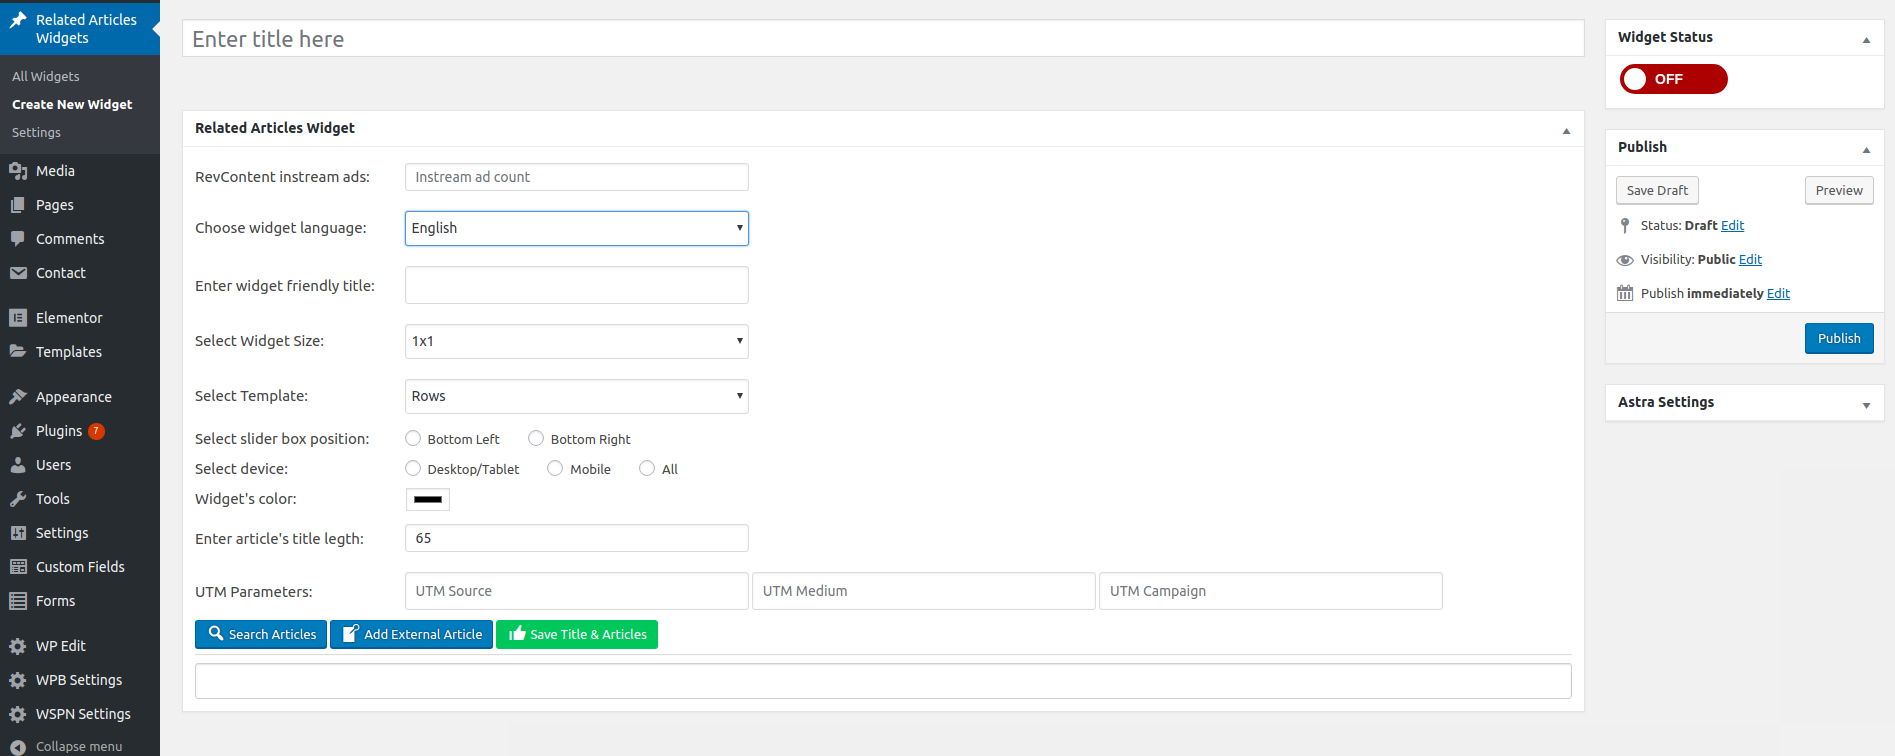 Related Articles
Widgets
All Widgets
Create New Widget
Settings
Media
Pages
Comments
Contact
Elementor
Templates
Appearance
Plugins 7
Users
Tools
Settings
Custom Fields
Forms
WP Edit
WPB Settings
WSPN Settings
Collapse menu
Enter title here
Related Articles Widget
RevContent instream ads: Instream ad count
Choose widget language: English
Enter widget friendly title:
Select Widget Size: 1x1
Select Template: Rows
Select slider box position: Bottom Left Bottom Right
Select device: Desktop/Tablet Mobile All
Widget's color:
Enter article's title legth: 65
UTM Parameters: UTM Source UTM Medium UTM Campaign
Search Articles Add External Article Save Title & Articles
Widget Status
OFF
Publish
Save Draft Preview
Status: Draft Edit
Visibility: Public Edit
Publish immediately Edit
Publish
Astra Settings